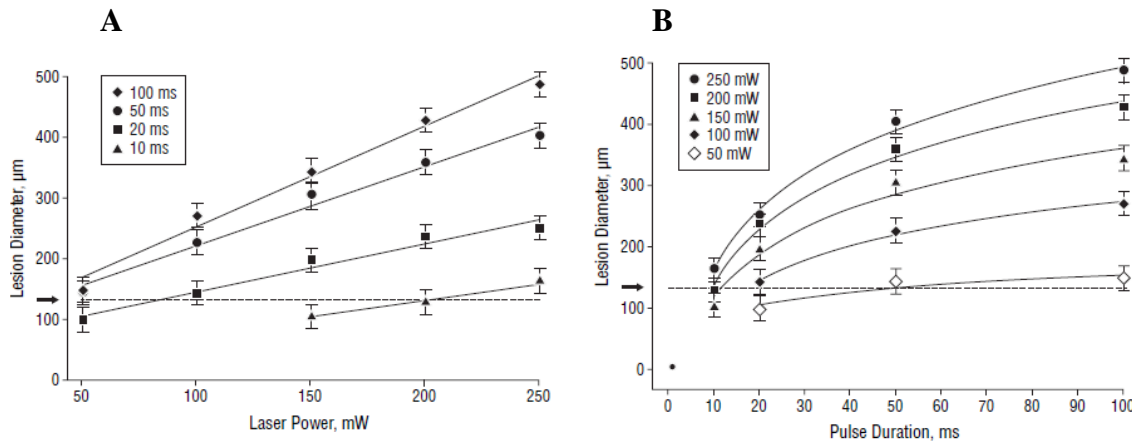 A
500
400
300
200
100
0
Lesion Diameter, μm
100 ms
50 ms
20 ms
10 ms
50
100
150
200
250
Laser Power, mW
B
500
400
300
200
100
0
Lesion Diameter, μm
250 mW
200 mW
150 mW
100 mW
50 mW
0
10
20
30
40
50
60
70
80
90
100
Pulse Duration, ms